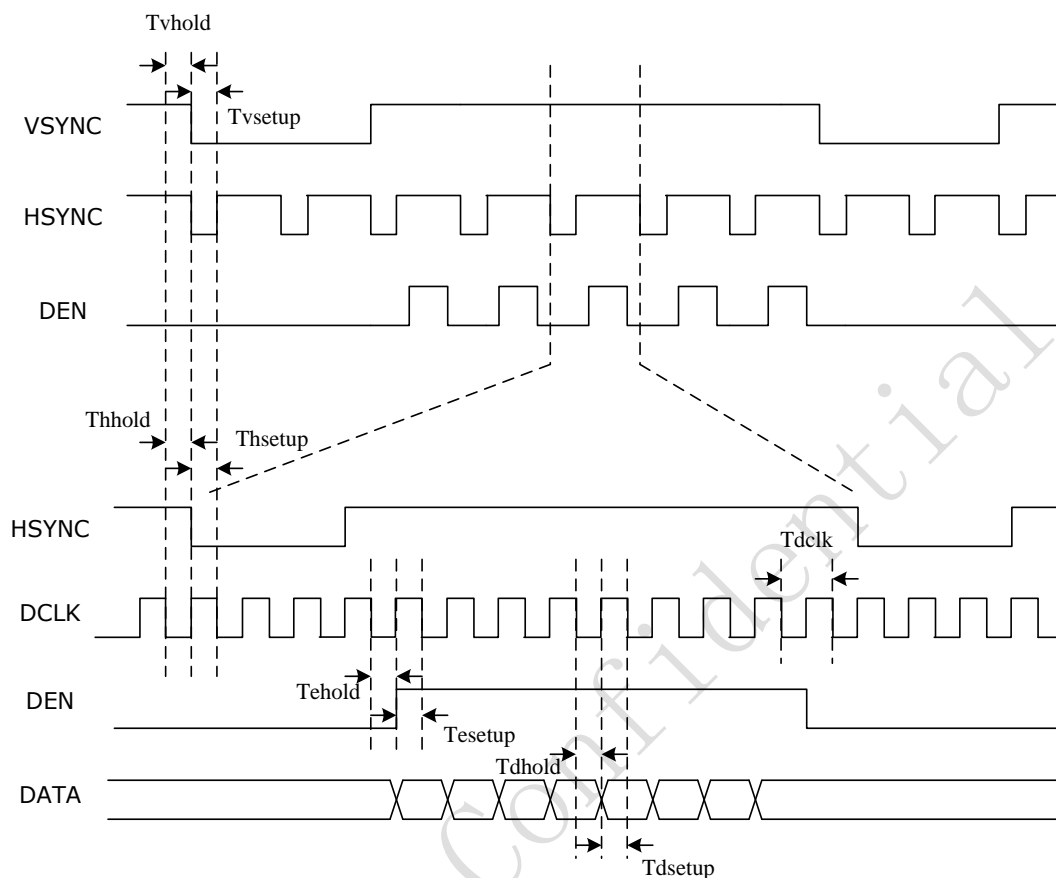 Tvhold
Tvsetup
VSYNC
HSYNC
DEN
Thhold
Thsetup
HSYNC
Tdclk
DCLK
Tehold
DEN
Tesetup
Tdhold
DATA
Tdsetup
Confidential